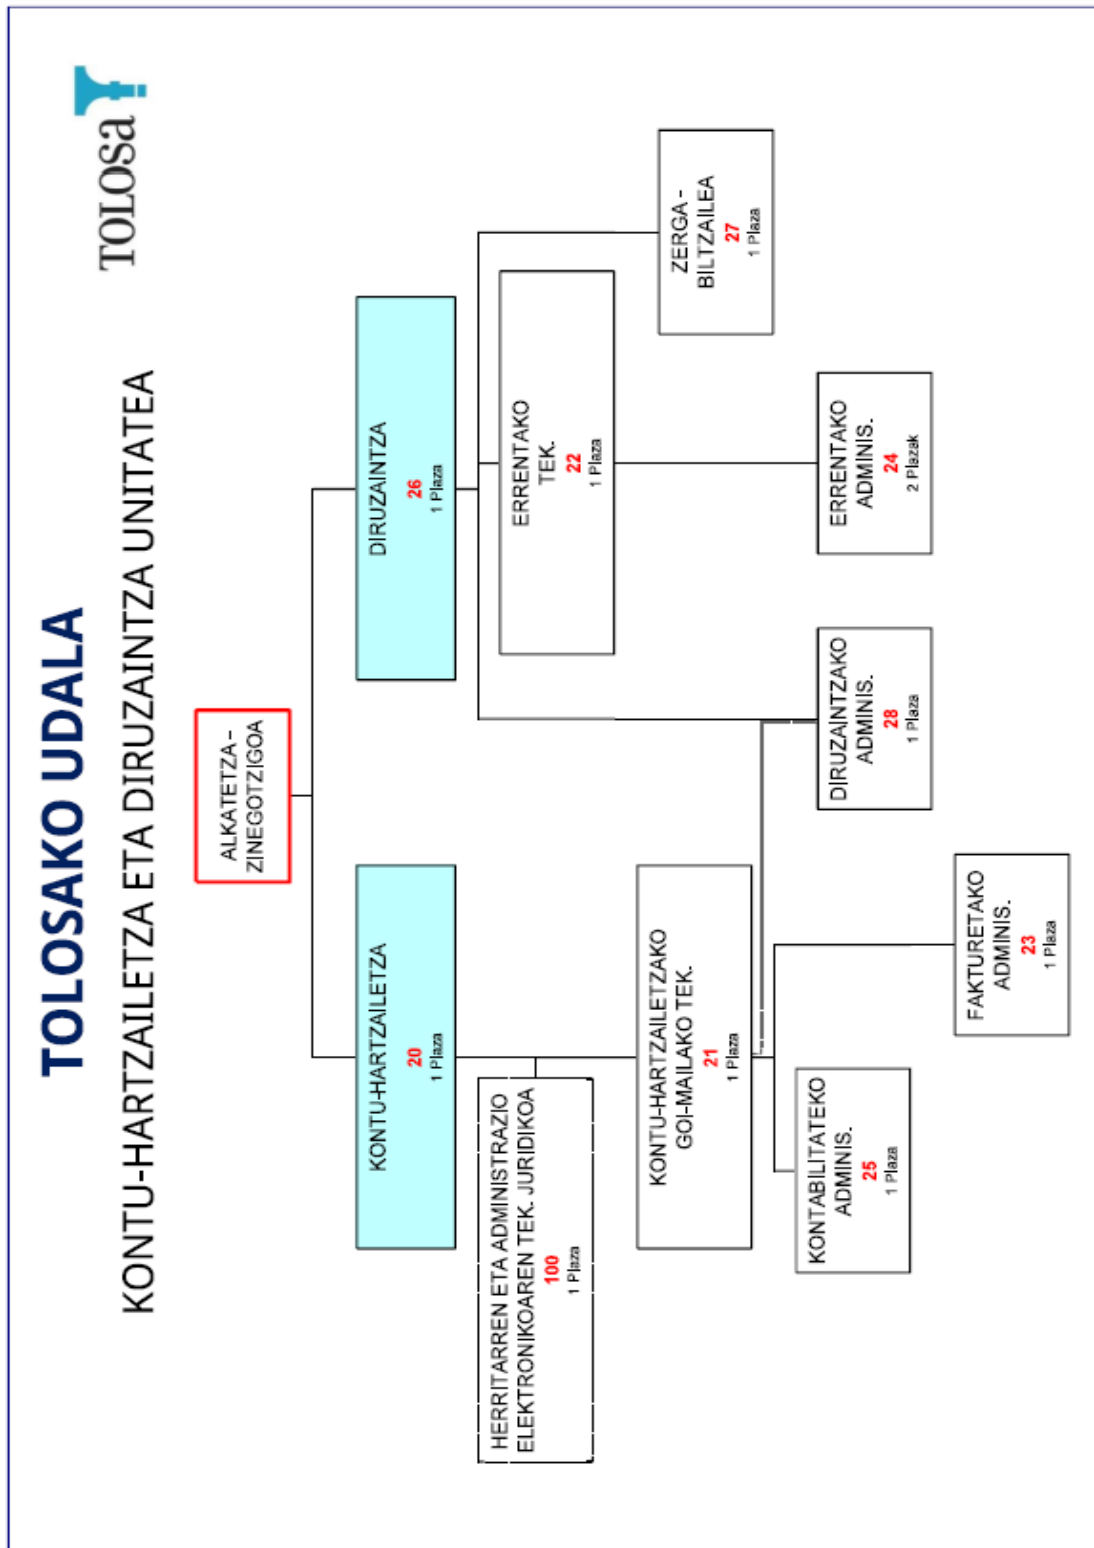 TOLOSAKO UDALA
KONTU-HARTZAILETZA ETA DIRUZAINTZA UNITATEA
TOLOSa
ALKATETZA –
ZINEGOTZIGOA
KONTU-HARTZAILETZA
20
1 Plaza
DIRUZAINTZA
26
1 Plaza
HERRITARREN ETA ADMINISTRAZIO
ELEKTRONIKOAREN TEK. JURIDIKOA
100
1 Plaza
ERRENTAKO
TEK.
22
1 Plaza
KONTU-HARTZAILETZAKO
GOI-MAILAKO TEK.
21
1 Plaza
ZERGA -
BILTZAILEA
27
1 Plaza
KONTABILITATEKO
ADMINIS.
25
1 Plaza
DIRUZAINTZAKO
ADMINIS.
28
1 Plaza
ERRENTAKO
ADMINIS.
24
2 Plazak
FAKTURETAKO
ADMINIS.
23
1 Plaza